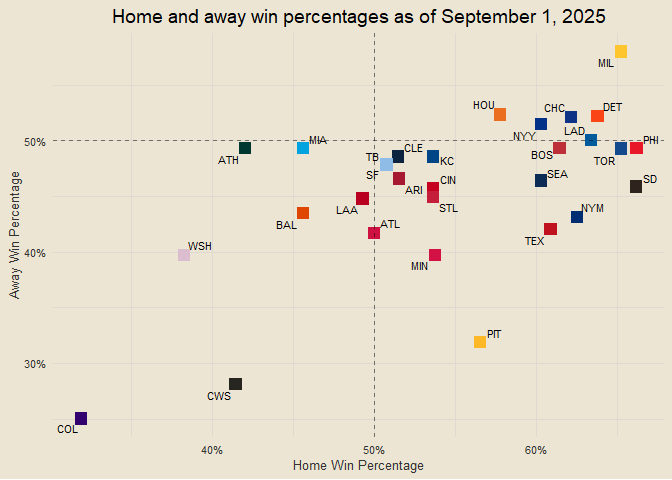 Home and away win percentages as of September 1, 2025
MIL
HOU
CHC
DET
NYY
LAD
50%
MIA
ATH
CLE
TB
KC
BOS
TOR
PHI
SF
ARI
CIN
SEA
SD
LAA
STL
BAL
ATL
NYM
TEX
WSH
MIN
40%
PIT
30%
CWS
COL
Away Win Percentage
40%
50%
60%
Home Win Percentage